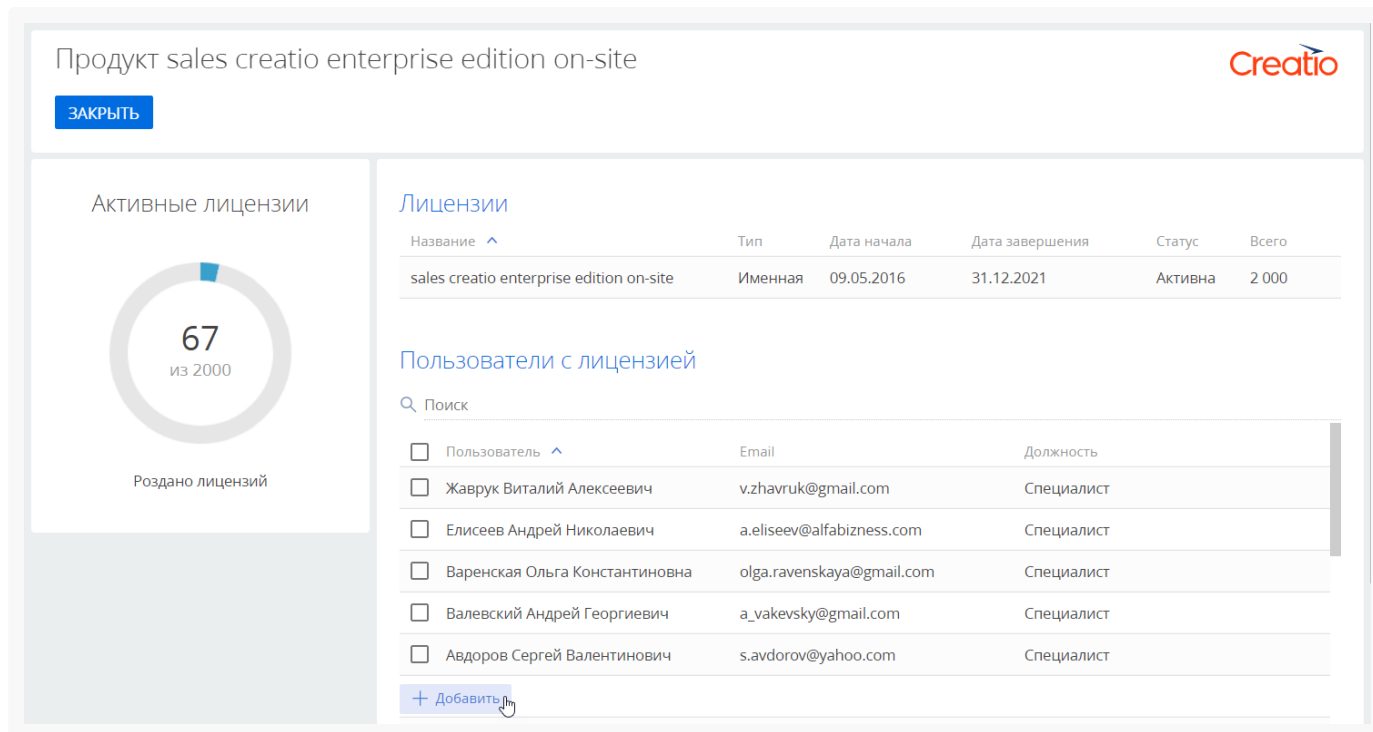 Продукт sales creatio enterprise edition on-site
Creatio
ЗАКРЫТЬ
Активные лицензии
67
из 2000
Роздано лицензий
Лицензии
Название Тип Дата начала Дата завершения Статус Всего
sales creatio enterprise edition on-site Именная 09.05.2016 31.12.2021 Активна 2 000
Пользователи с лицензией
Поиск
Пользователь Email Должность
Жаврук Виталий Алексеевич v.zhavruk@gmail.com Специалист
Елисеев Андрей Николаевич a.eliseev@alfabizness.com Специалист
Варенская Ольга Константиновна olga.ravenskaya@gmail.com Специалист
Валевский Андрей Георгиевич a_vakevsky@gmail.com Специалист
Авдоров Сергей Валентинович s.avdorov@yahoo.com Специалист
+ Добавить